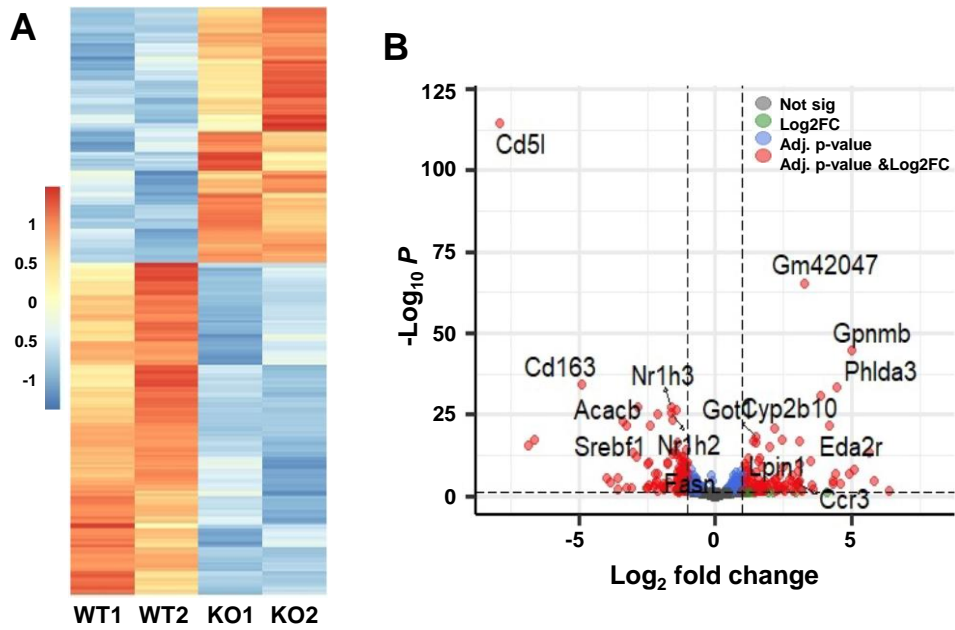 A
1
0.5
0
0.5
-1
WT1 WT2 KO1 KO2
B
-Log10 P
125
100
75
50
25
0
Not sig
Log2FC
Adj. p-value
Adj. p-value &Log2FC
Cd5l
Gm42047
Gpnmb
Phlda3
Cd163
Nr1h3
Acacb
Got1
Cyp2b10
Srebf1
Nr1h2
Eda2r
Fasn
Lpin1
Ccr3
-5 0 5
Log2 fold change